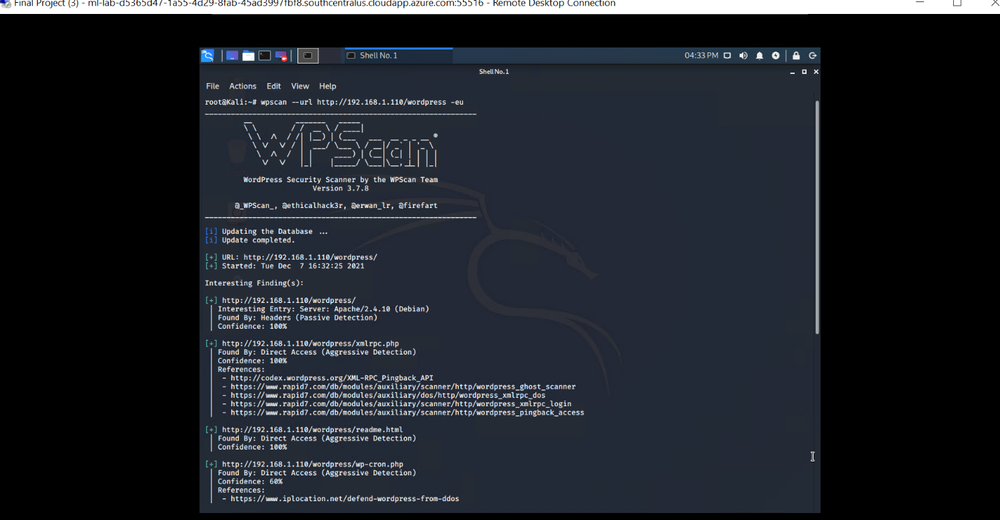 Final Project (3) - ml-lab-d5365d47-1a55-4d29-8fab-45ad3997fbf8.southcentralus.cloudapp.azure.com:55516 - Remote Desktop Connection
Shell No. 1
04:33 PM
Shell No. 1
File Actions Edit View Help
root@Kali:~# wpscan --url http://192.168.1.110/wordpress -eu
WPScan®
WordPress Security Scanner by the WPScan Team
Version 3.7.8
@_WPScan_, @ethicalhack3r, @erwan_lr, @firefart
[i] Updating the Database ...
[i] Update completed.
[+] URL: http://192.168.1.110/wordpress/
[+] Started: Tue Dec  7 16:32:25 2021
Interesting Finding(s):
[+] http://192.168.1.110/wordpress/
| Interesting Entry: Server: Apache/2.4.10 (Debian)
| Found By: Headers (Passive Detection)
| Confidence: 100%
[+] http://192.168.1.110/wordpress/xmlrpc.php
| Found By: Direct Access (Aggressive Detection)
| Confidence: 100%
| References:
|  - http://codex.wordpress.org/XML-RPC_Pingback_API
|  - https://www.rapid7.com/db/modules/auxiliary/scanner/http/wordpress_ghost_scanner
|  - https://www.rapid7.com/db/modules/auxiliary/dos/http/wordpress_xmlrpc_dos
|  - https://www.rapid7.com/db/modules/auxiliary/scanner/http/wordpress_xmlrpc_login
|  - https://www.rapid7.com/db/modules/auxiliary/scanner/http/wordpress_pingback_access
[+] http://192.168.1.110/wordpress/readme.html
| Found By: Direct Access (Aggressive Detection)
| Confidence: 100%
[+] http://192.168.1.110/wordpress/wp-cron.php
| Found By: Direct Access (Aggressive Detection)
| Confidence: 60%
| References:
|  - https://www.iplocation.net/defend-wordpress-from-ddos